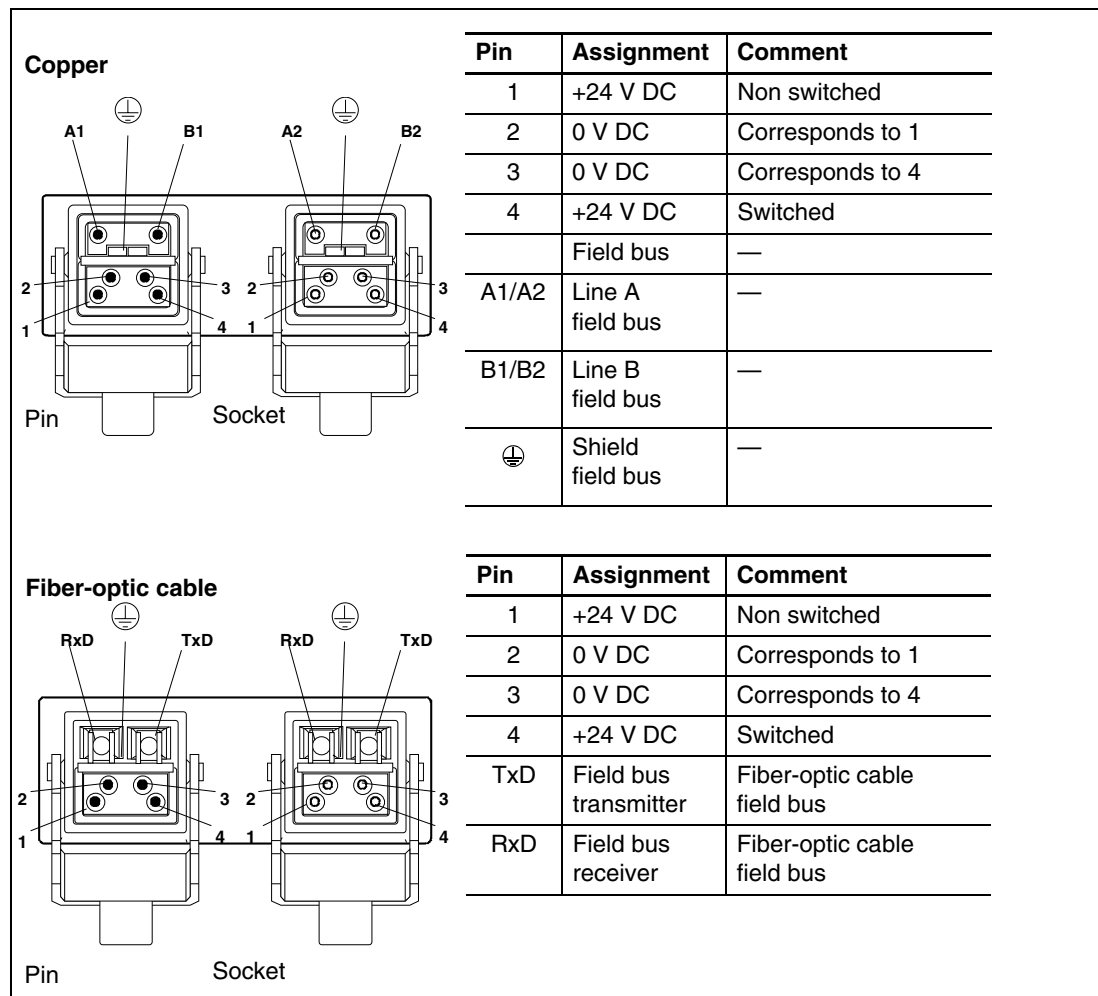 Copper
A1
B1
A2
B2
2
3
2
3
1
4
1
4
Pin
Socket
Pin Assignment Comment
1 +24 V DC Non switched
2 0 V DC Corresponds to 1
3 0 V DC Corresponds to 4
4 +24 V DC Switched
Field bus —
A1/A2 Line A —
field bus
B1/B2 Line B —
field bus
Shield —
field bus
Fiber-optic cable
RxD
TxD
RxD
TxD
2
3
2
3
1
4
1
4
Pin
Socket
Pin Assignment Comment
1 +24 V DC Non switched
2 0 V DC Corresponds to 1
3 0 V DC Corresponds to 4
4 +24 V DC Switched
TxD Field bus Fiber-optic cable
transmitter field bus
RxD Field bus Fiber-optic cable
receiver field bus